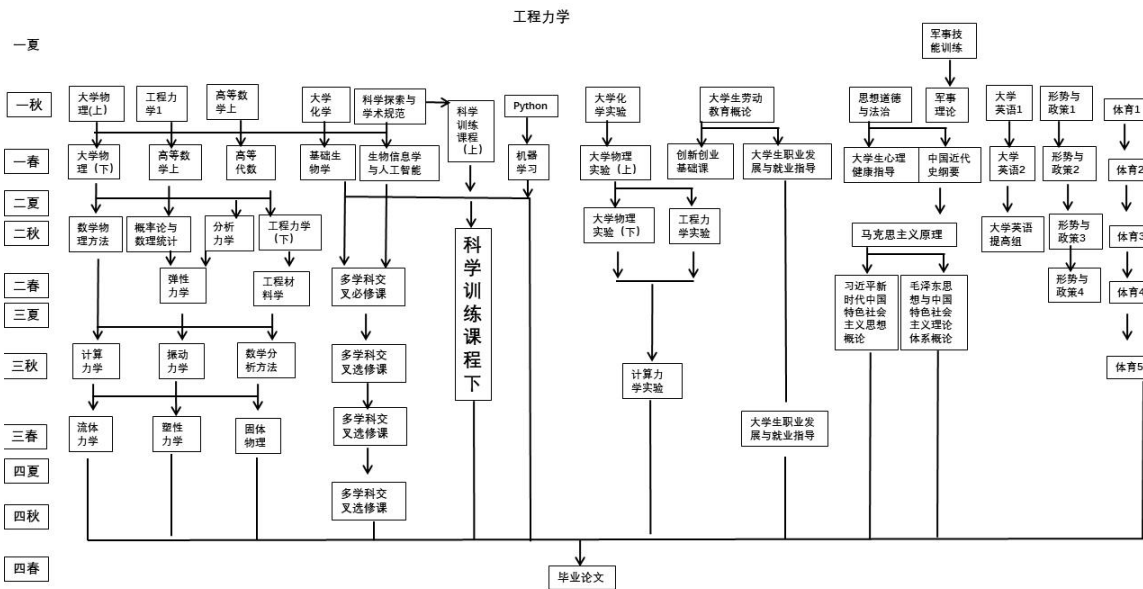 工程力学
一夏
军事技
能训练
一秋
大学物
理(上)
工程力
学1
高等数
学上
大学
化学
科学探索与
学术规范
科学
训练
课程
(上)
Python
大学化
学实验
大学生劳动
教育概论
思想道德
与法治
军事
理论
大学
英语1
形势与
政策1
体育1
一春
大学物
理(下)
高等数
学上
高等
代数
基础生
物学
生物信息学
与人工智能
机器
学习
大学物理
实验(上)
创新创业
基础课
大学生职业发
展与就业指导
大学生心理
健康指导
中国近代
史纲要
大学
英语2
形势与
政策2
体育2
二夏
二秋
数学物
理方法
概率论与
数理统计
分析
力学
工程力学
(下)
科学训练课程下
大学物理
实验(下)
工程力
学实验
马克思主义原理
大学英语
提高组
形势与
政策3
体育3
二春
弹性
力学
工程材
料学
多学科交
叉必修课
习近平新
时代中国
特色社会
主义思想
概论
毛泽东思
想与中国
特色社会
主义理论
体系概论
形势与
政策4
体育4
三夏
三秋
计算
力学
振动
力学
数学分
析方法
多学科交
叉选修课
计算力
学实验
体育5
三春
流体
力学
塑性
力学
固体
物理
多学科交
叉选修课
大学生职业发
展与就业指导
四夏
四秋
多学科交
叉选修课
四春
毕业论文